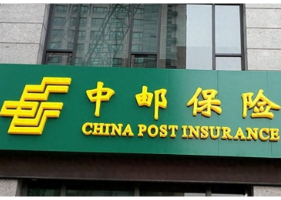 中邮保险
CHINA POST INSURANCE